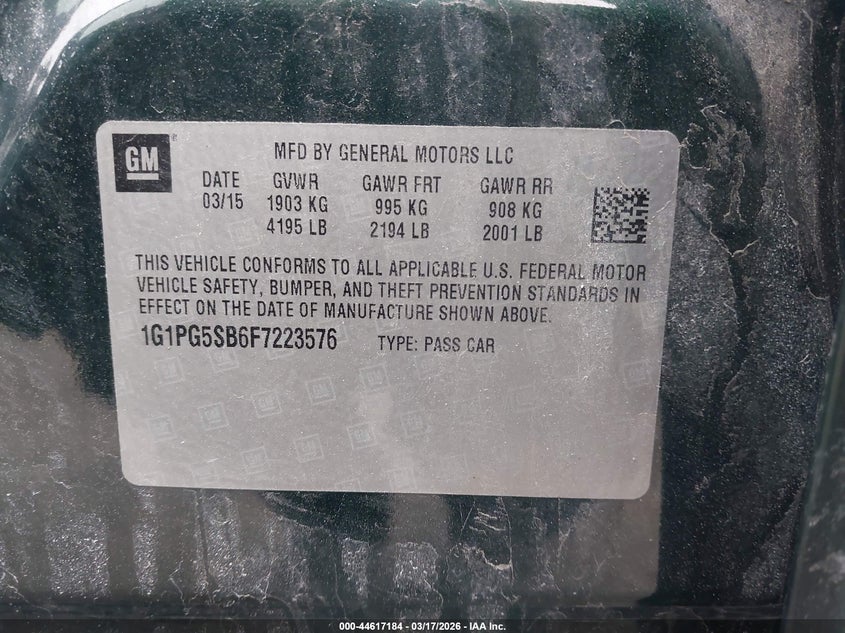 GM ®
MFD BY GENERAL MOTORS LLC
DATE GVWR GAWR FRT GAWR RR
03/15 1903 KG 995 KG 908 KG
4195 LB 2194 LB 2001 LB
THIS VEHICLE CONFORMS TO ALL APPLICABLE U.S. FEDERAL MOTOR
VEHICLE SAFETY, BUMPER, AND THEFT PREVENTION STANDARDS IN
EFFECT ON THE DATE OF MANUFACTURE SHOWN ABOVE.
1G1PG5SB6F7223576 TYPE: PASS CAR
000-44617184 - 03/17/2026 - IAA Inc.